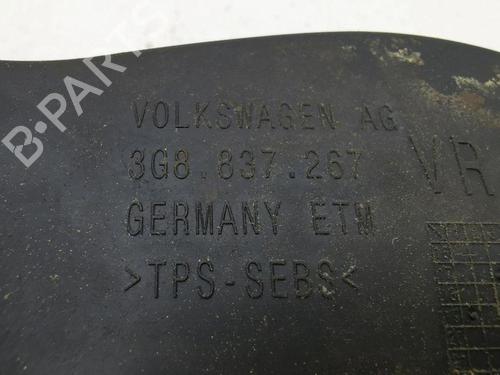 B-PARTS
VOLKSWAGEN AG
3G8.837.267
VR
GERMANY ETM
>TPS-SEBS<